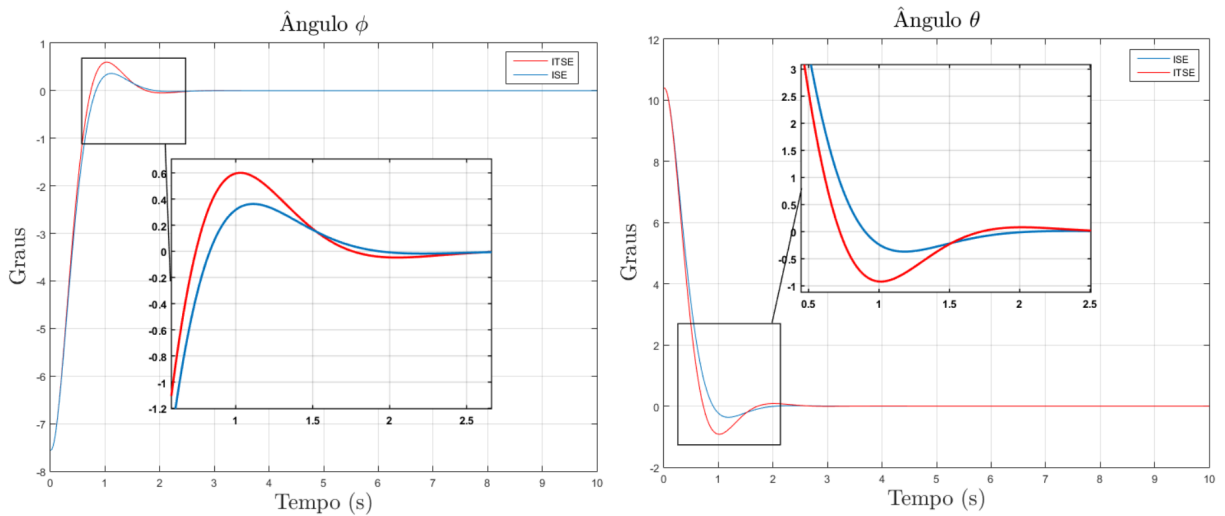 Ângulo ϕ
1
0
-1
-2
-3
-4
-5
-6
-7
-8
Graus
ITSE
ISE
0.6
0.4
0.2
0
-0.2
-0.4
-0.6
-0.8
-1
-1.2
1 1.5 2 2.5
0 1 2 3 4 5 6 7 8 9 10
Tempo (s)
Ângulo θ
12
10
8
6
4
2
0
-2
Graus
ISE
ITSE
3
2.5
2
1.5
1
0.5
0
-0.5
-1
0.5 1 1.5 2 2.5
0 1 2 3 4 5 6 7 8 9 10
Tempo (s)